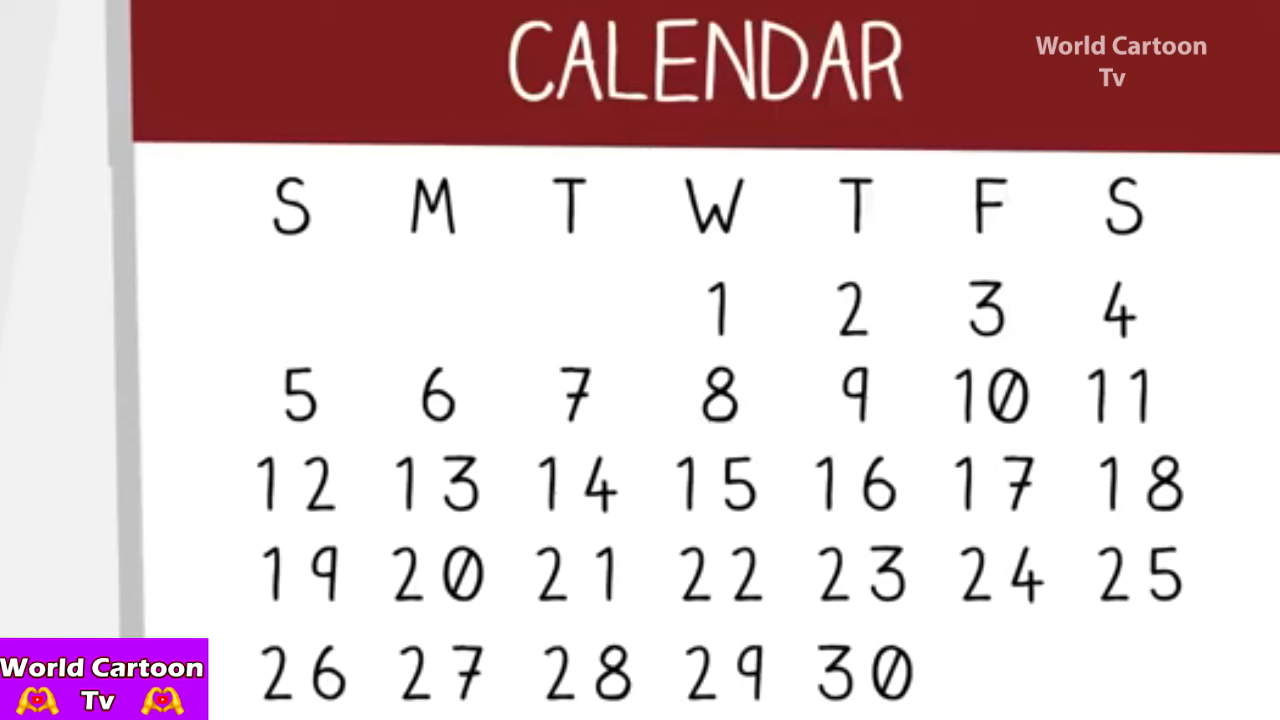 CALENDAR
World Cartoon
Tv
S M T W T F S
1 2 3 4
5 6 7 8 9 10 11
12 13 14 15 16 17 18
19 20 21 22 23 24 25
26 27 28 29 30
World Cartoon
Tv